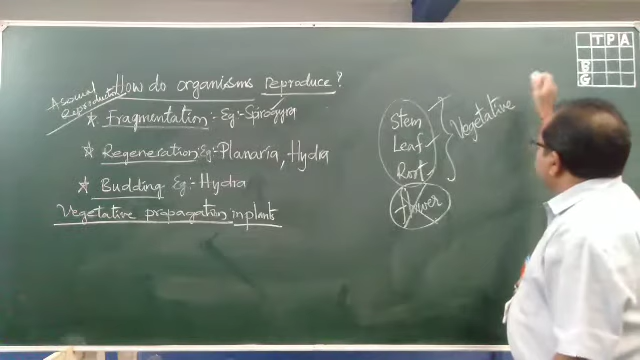 How do organisms reproduce?
Asexual
Reproduction
* Fragmentation:- Eg:- Spirogyra
* Regeneration:- Eg:- Planaria, Hydra
* Budding Eg:- Hydra
Vegetative propagation in plants
Stem
Leaf
Root
Flower
Vegetative
T P A
B
G